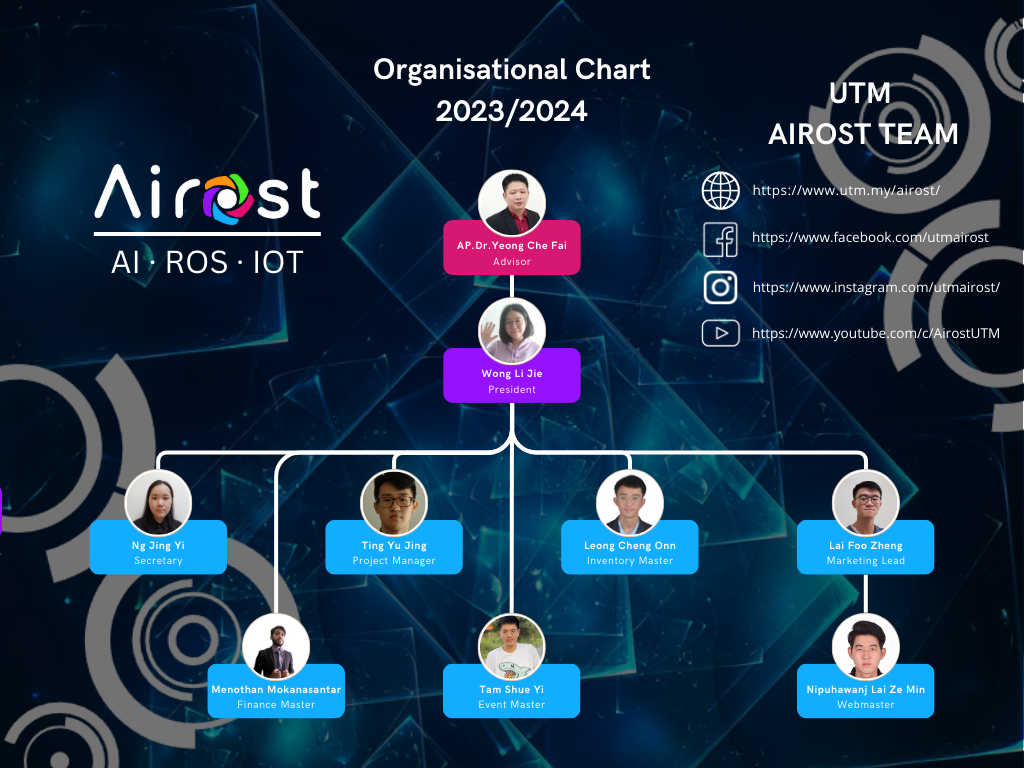 Organisational Chart
2023/2024
UTM
AIROST TEAM
Airost
AI · ROS · IOT
https://www.utm.my/airost/
https://www.facebook.com/utmairost
https://www.instagram.com/utmairost/
https://www.youtube.com/c/AirostUTM
AP.Dr.Yeong Che Fai
Advisor
Wong Li Jie
President
Ng Jing Yi
Secretary
Ting Yu Jing
Project Manager
Leong Cheng Onn
Inventory Master
Lai Foo Zheng
Marketing Lead
Menothan Mokanasantar
Finance Master
Tam Shue Yi
Event Master
Nipuhawanj Lai Ze Min
Webmaster